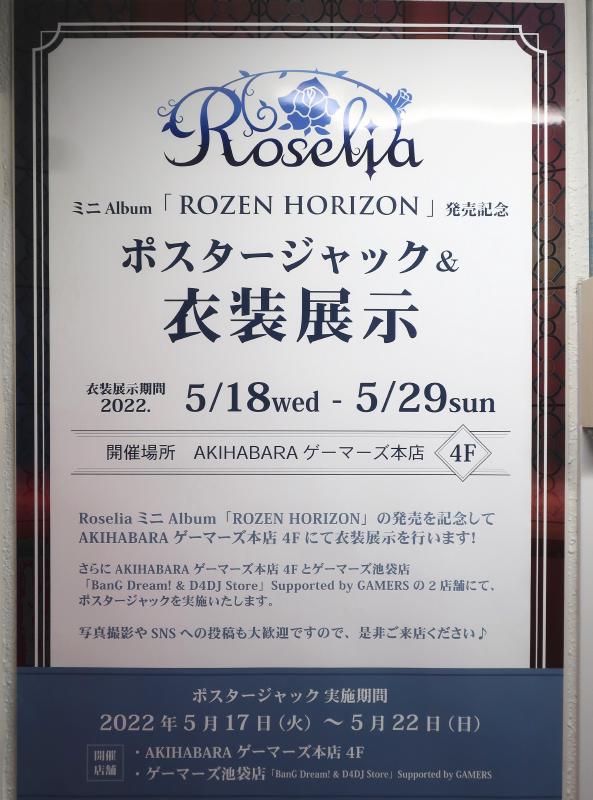 Roselia
ミニ Album「ROZEN HORIZON」発売記念
ポスタージャック&
衣装展示
衣装展示期間
2022. 5/18wed - 5/29sun
開催場所 AKIHABARA ゲーマーズ本店 4F
Roselia ミニ Album「ROZEN HORIZON」の発売を記念して
AKIHABARA ゲーマーズ本店 4F にて衣装展示を行います!
さらに AKIHABARA ゲーマーズ本店 4F とゲーマーズ池袋店
「BanG Dream! & D4DJ Store」Supported by GAMERS の 2 店舗にて、
ポスタージャックを実施いたします。
写真撮影や SNS への投稿も大歓迎ですので、是非ご来店ください♪
ポスタージャック 実施期間
2022 年 5 月 17 日(火) 〜 5 月 22 日(日)
開催
店舗
・AKIHABARA ゲーマーズ本店 4F
・ゲーマーズ池袋店「BanG Dream! & D4DJ Store」Supported by GAMERS